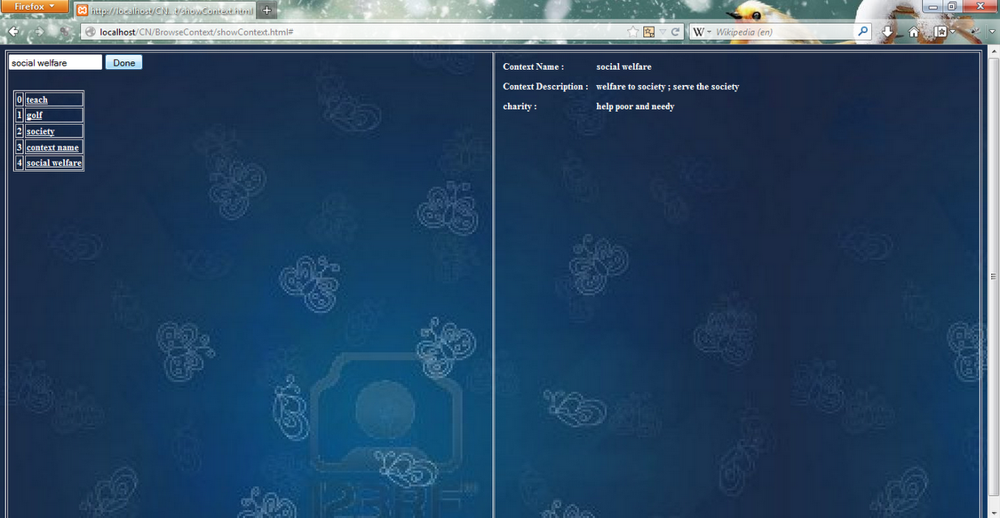 Firefox
http://localhost/CN...t/showContext.html
localhost/CN/BrowseContext/showContext.html#
W
Wikipedia (en)
social welfare
Done
0 teach
1 golf
2 society
3 context name
4 social welfare
Context Name : social welfare
Context Description : welfare to society ; serve the society
charity : help poor and needy
123RF